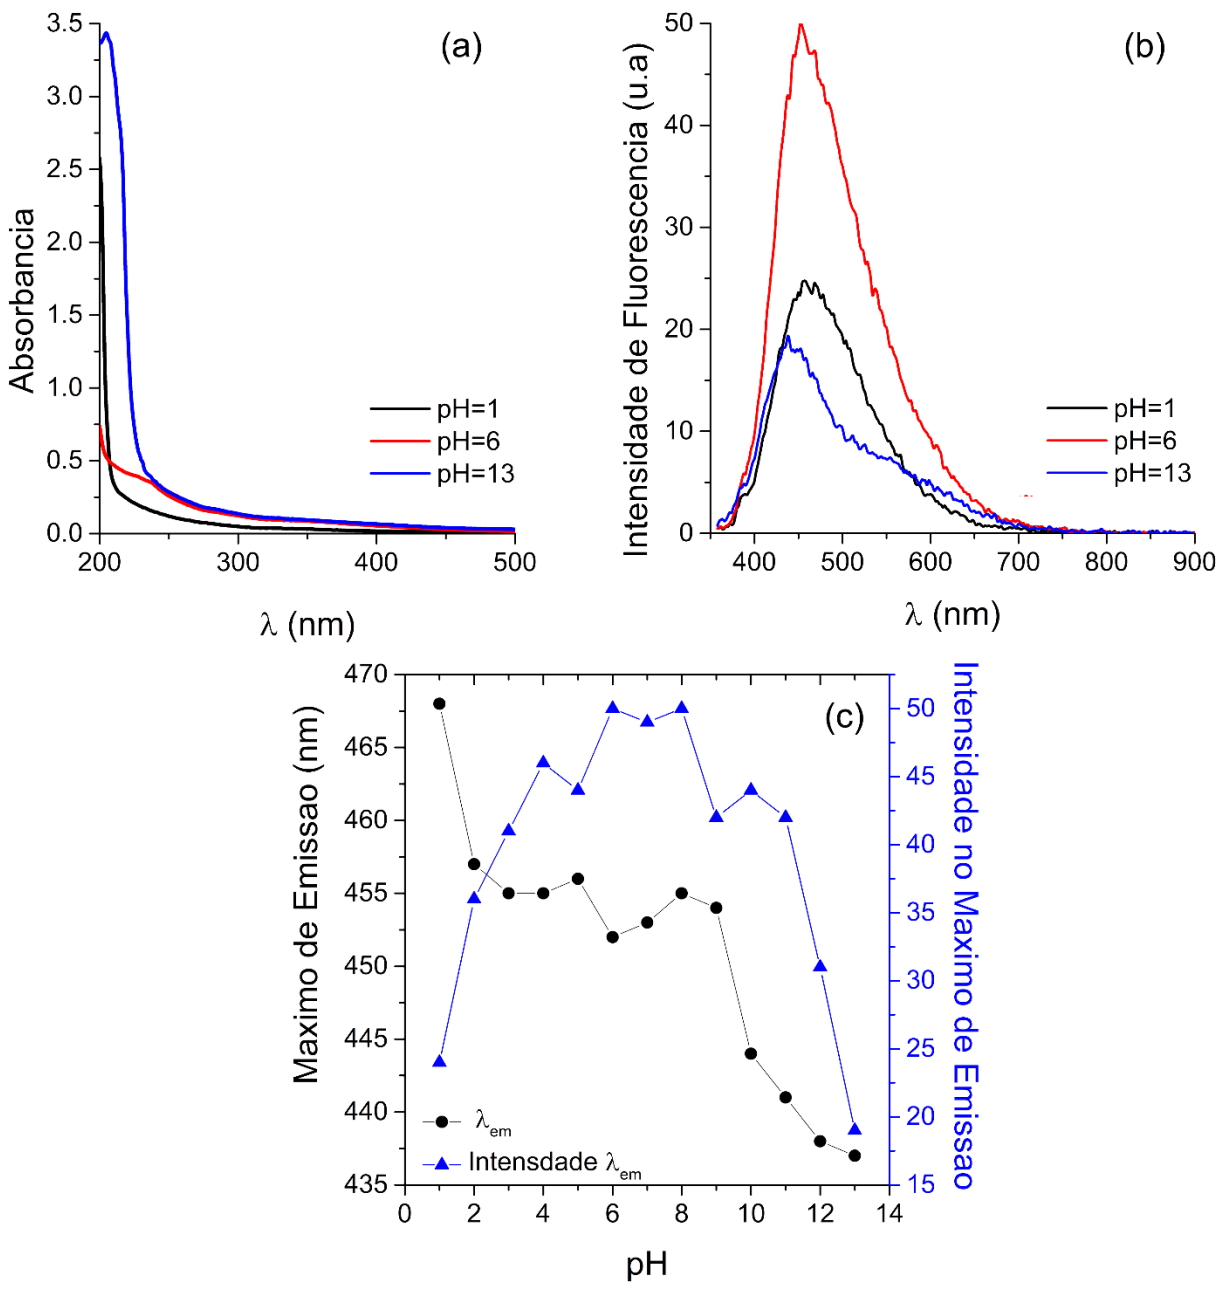 (a)
3.5
3.0
2.5
2.0
1.5
1.0
0.5
0.0
Absorbancia
pH=1
pH=6
pH=13
200 300 400 500
λ (nm)
(b)
50
40
30
20
10
0
Intensidade de Fluorescencia (u.a)
pH=1
pH=6
pH=13
400 500 600 700 800 900
λ (nm)
(c)
470
465
460
455
450
445
440
435
Maximo de Emissao (nm)
50
45
40
35
30
25
20
15
Intensidade no Maximo de Emissao
λem
Intensdade λem
0 2 4 6 8 10 12 14
pH